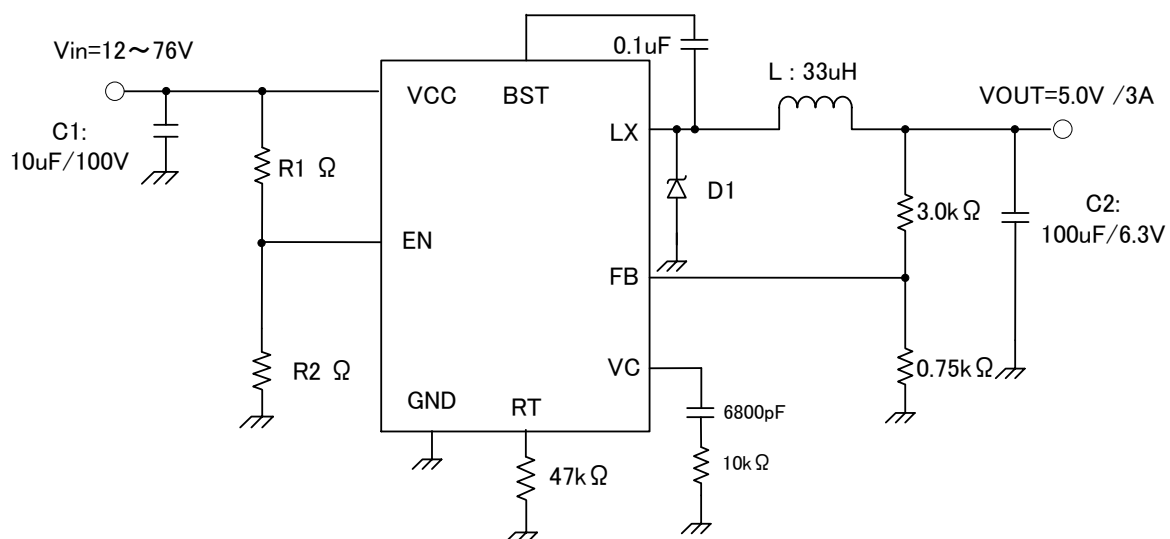 Vin=12～76V
0.1uF
L : 33uH
VOUT=5.0V /3A
VCC
BST
LX
C1:
10uF/100V
R1 Ω
D1
3.0kΩ
C2:
100uF/6.3V
EN
FB
R2 Ω
VC
0.75kΩ
GND
RT
6800pF
47kΩ
10kΩ